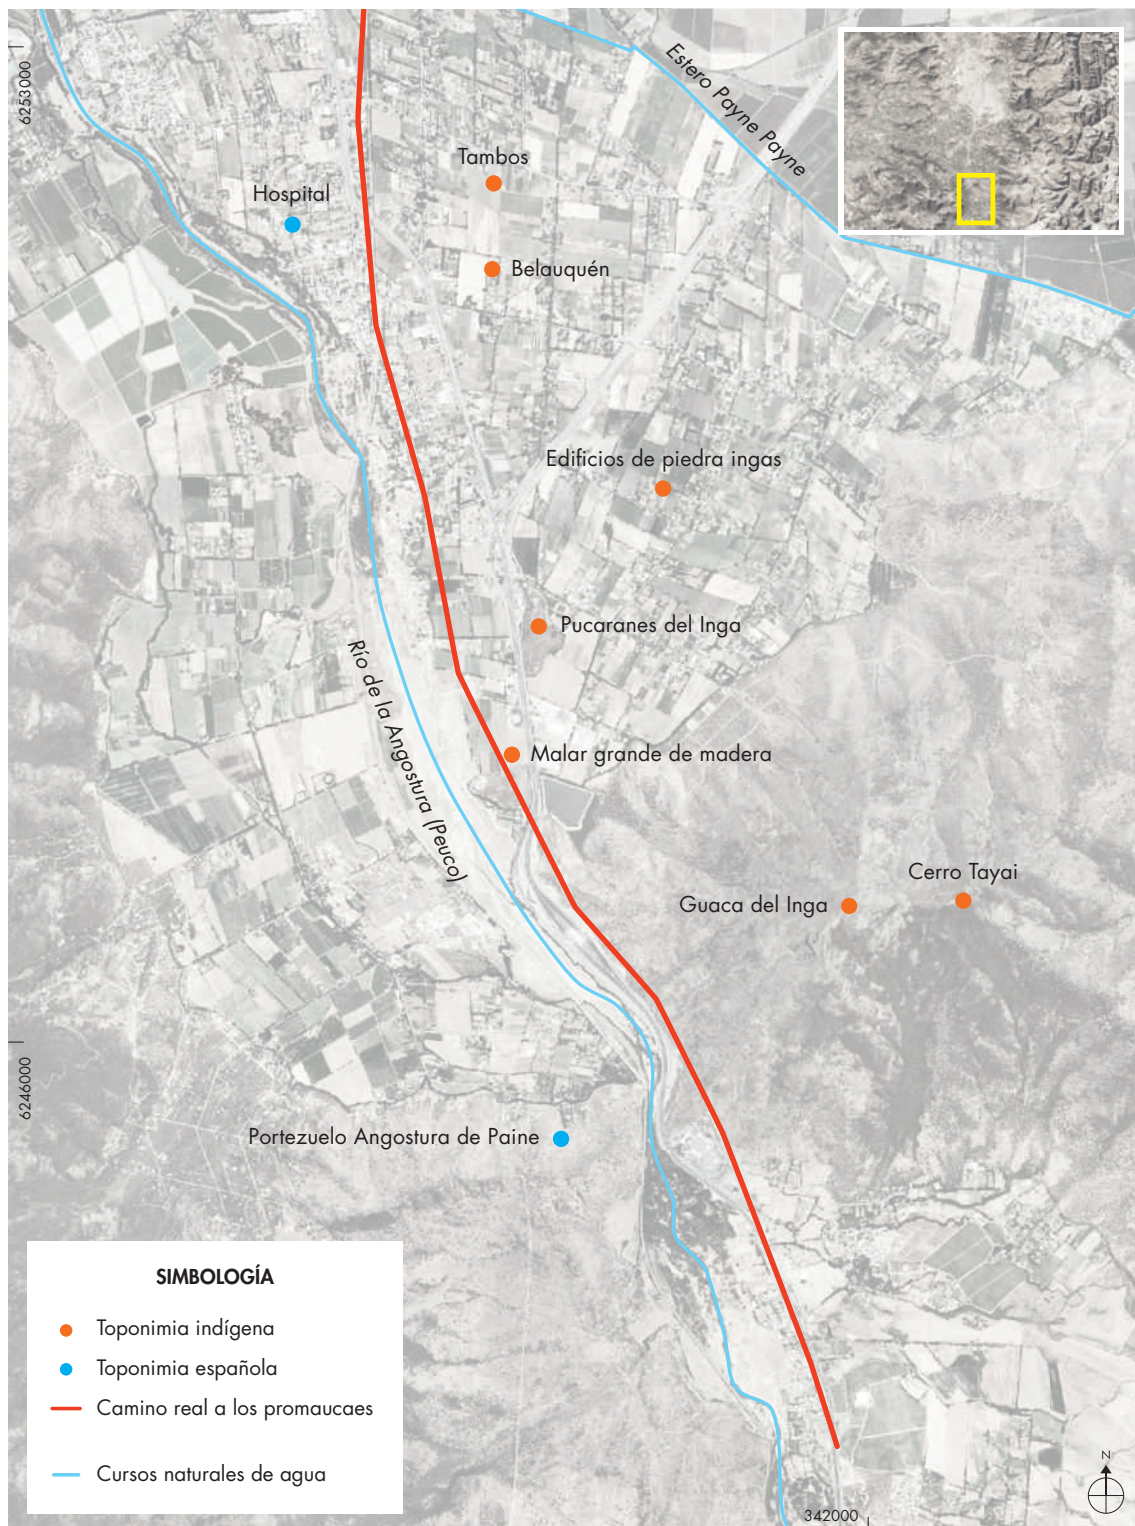 6253000
Estero Payne Payne
Tambos
Hospital
Belauquén
Edificios de piedra ingas
Pucaranes del Inga
Río de la Angostura (Peuco)
Malar grande de madera
Cerro Tayai
Guaca del Inga
6246000
Portezuelo Angostura de Paine
SIMBOLOGÍA
Toponimia indígena
Toponimia española
Camino real a los promaucaes
Cursos naturales de agua
N
342000